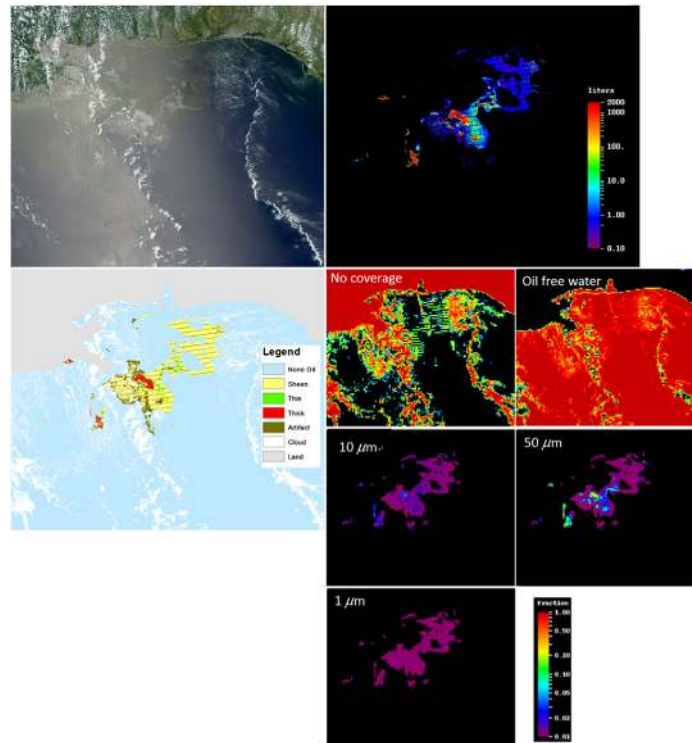 liters
2000
1000
100.
10.0
1.00
0.10
Legend
None Oil
Sheen
Thin
Thick
Artifact
Cloud
Land
No coverage
Oil free water
10 μm
50 μm
1 μm
Fraction
1.00
0.50
0.20
0.10
0.05
0.02
0.01